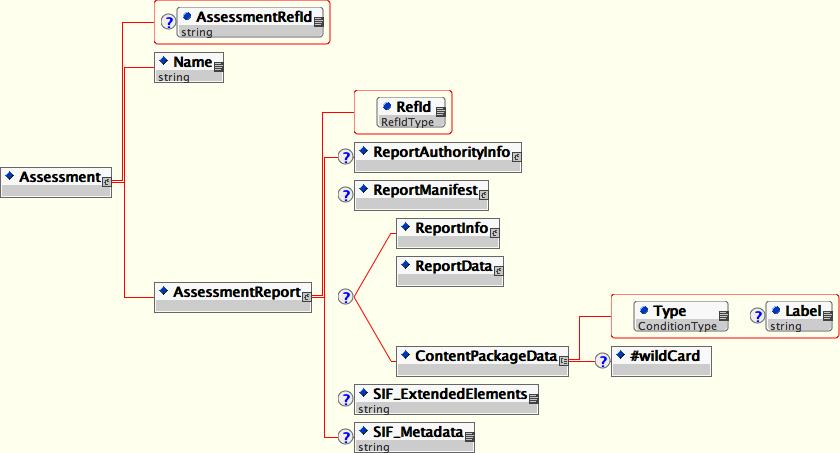 ? AssessmentRefId
string
Name
string
RefId
RefIdType
? ReportAuthorityInfo
Assessment
? ReportManifest
ReportInfo
ReportData
AssessmentReport
?
Type
ConditionType
? Label
string
ContentPackageData
? #wildCard
? SIF_ExtendedElements
string
? SIF_Metadata
string